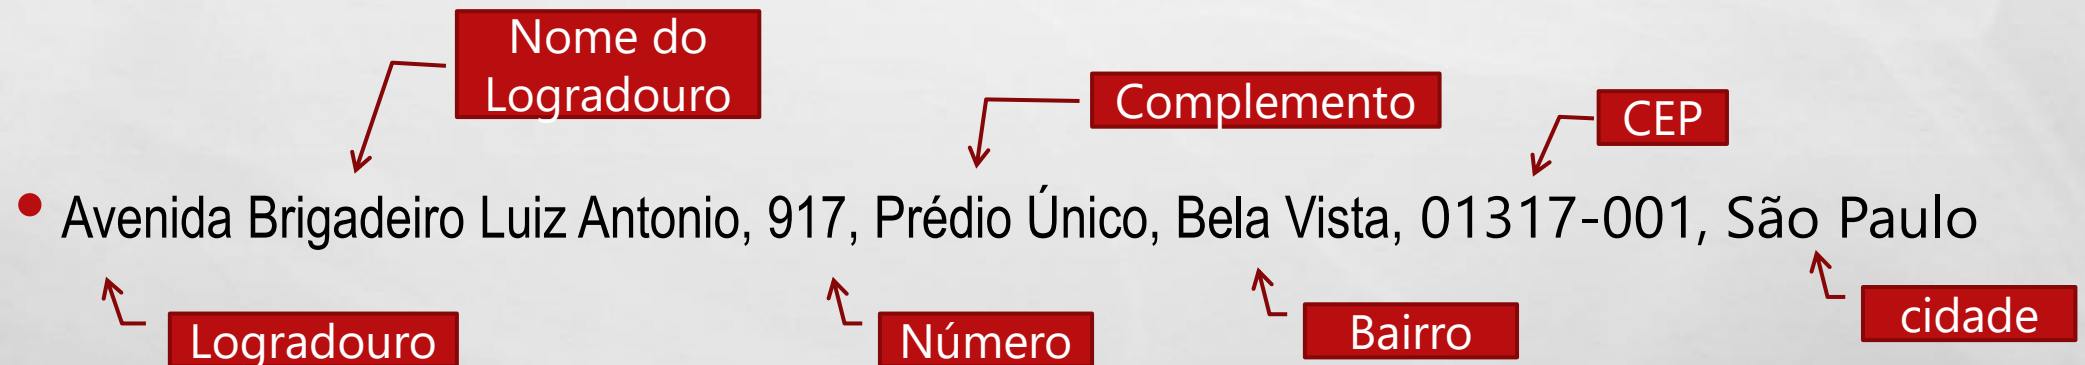 Nome do
Logradouro
Complemento
CEP
• Avenida Brigadeiro Luiz Antonio, 917, Prédio Único, Bela Vista, 01317-001, São Paulo
Logradouro
Número
Bairro
cidade